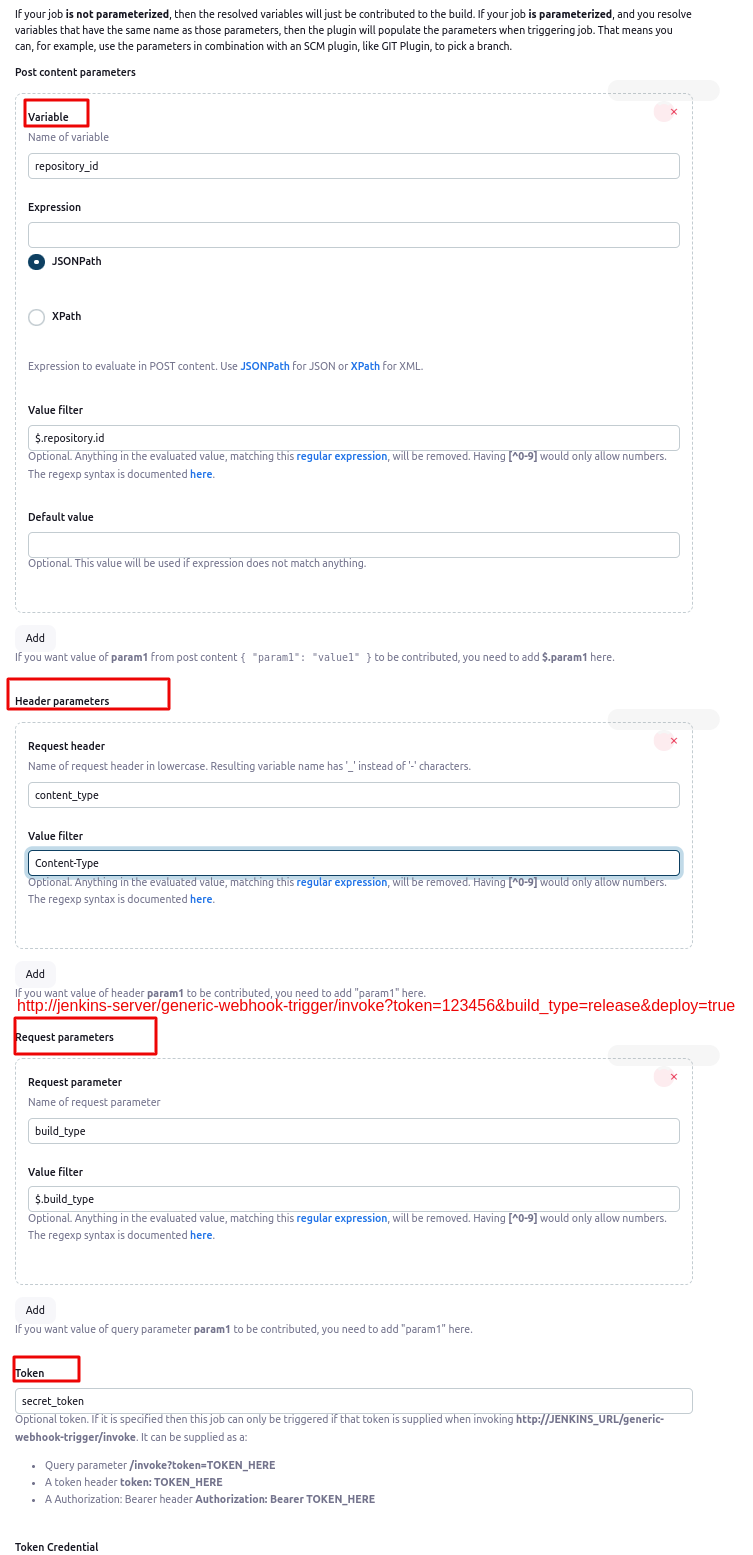 If your job is not parameterized, then the resolved variables will just be contributed to the build. If your job is parameterized, and you resolve
variables that have the same name as those parameters, then the plugin will populate the parameters when triggering job. That means you
can, for example, use the parameters in combination with an SCM plugin, like GIT Plugin, to pick a branch.
Post content parameters
Variable
Name of variable
repository_id
Expression
JSONPath
XPath
Expression to evaluate in POST content. Use JSONPath for JSON or XPath for XML.
Value filter
$.repository.id
Optional. Anything in the evaluated value, matching this regular expression, will be removed. Having [^0-9] would only allow numbers.
The regexp syntax is documented here.
Default value
Optional. This value will be used if expression does not match anything.
Add
If you want value of param1 from post content { "param1": "value1" } to be contributed, you need to add $.param1 here.
Header parameters
Request header
Name of request header in lowercase. Resulting variable name has '_' instead of '-' characters.
content_type
Value filter
Content-Type
Optional. Anything in the evaluated value, matching this regular expression, will be removed. Having [^0-9] would only allow numbers.
The regexp syntax is documented here.
Add
If you want value of header param1 to be contributed, you need to add "param1" here.
http://jenkins-server/generic-webhook-trigger/invoke?token=123456&build_type=release&deploy=true
Request parameters
Request parameter
Name of request parameter
build_type
Value filter
$.build_type
Optional. Anything in the evaluated value, matching this regular expression, will be removed. Having [^0-9] would only allow numbers.
The regexp syntax is documented here.
Add
If you want value of query parameter param1 to be contributed, you need to add "param1" here.
Token
secret_token
Optional token. If it is specified then this job can only be triggered if that token is supplied when invoking http://JENKINS_URL/generic-
webhook-trigger/invoke. It can be supplied as a:
• Query parameter /invoke?token=TOKEN_HERE
• A token header token: TOKEN_HERE
• A Authorization: Bearer header Authorization: Bearer TOKEN_HERE
Token Credential